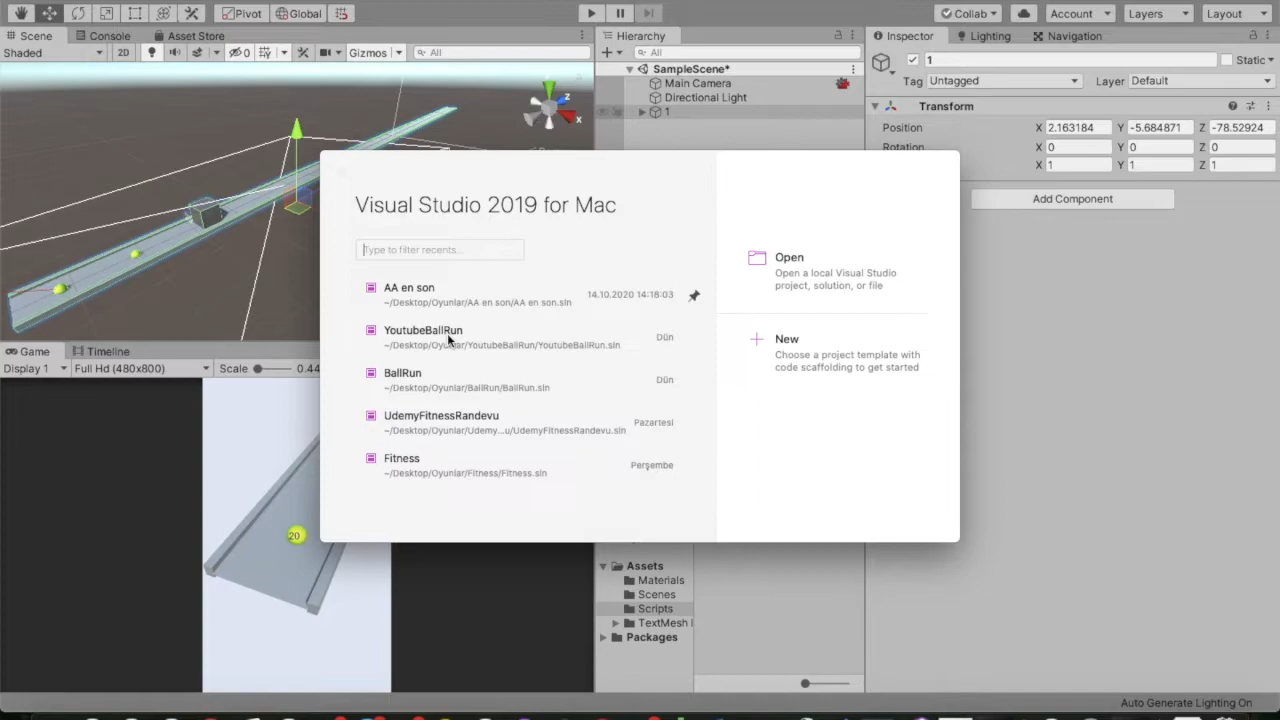 Pivot
Global
Collab
Account
Layers
Layout
Scene
Console
Asset Store
Hierarchy
Inspector
Lighting
Navigation
Shaded
2D
0
Gizmos
All
All
1
Static
SampleScene*
Tag Untagged
Layer Default
Main Camera
Directional Light
1
Transform
Position
X 2.163184
Y -5.684871
Z -78.52924
Rotation
X 0
Y 0
Z 0
X 1
Y 1
Z 1
Add Component
z
x
Visual Studio 2019 for Mac
Type to filter recents...
AA en son
~/Desktop/Oyunlar/AA en son/AA en son.sln
14.10.2020 14:18:03
YoutubeBallRun
~/Desktop/Oyunlar/YoutubeBallRun/YoutubeBallRun.sln
Dün
BallRun
~/Desktop/Oyunlar/BallRun/BallRun.sln
Dün
UdemyFitnessRandevu
~/Desktop/Oyunlar/Udemy...u/UdemyFitnessRandevu.sln
Pazartesi
Fitness
~/Desktop/Oyunlar/Fitness/Fitness.sln
Perşembe
Open
Open a local Visual Studio
project, solution, or file
New
Choose a project template with
code scaffolding to get started
Game
Timeline
Display 1
Full Hd (480x800)
Scale
0.44
20
Assets
Materials
Scenes
Scripts
TextMesh
Packages
Auto Generate Lighting On